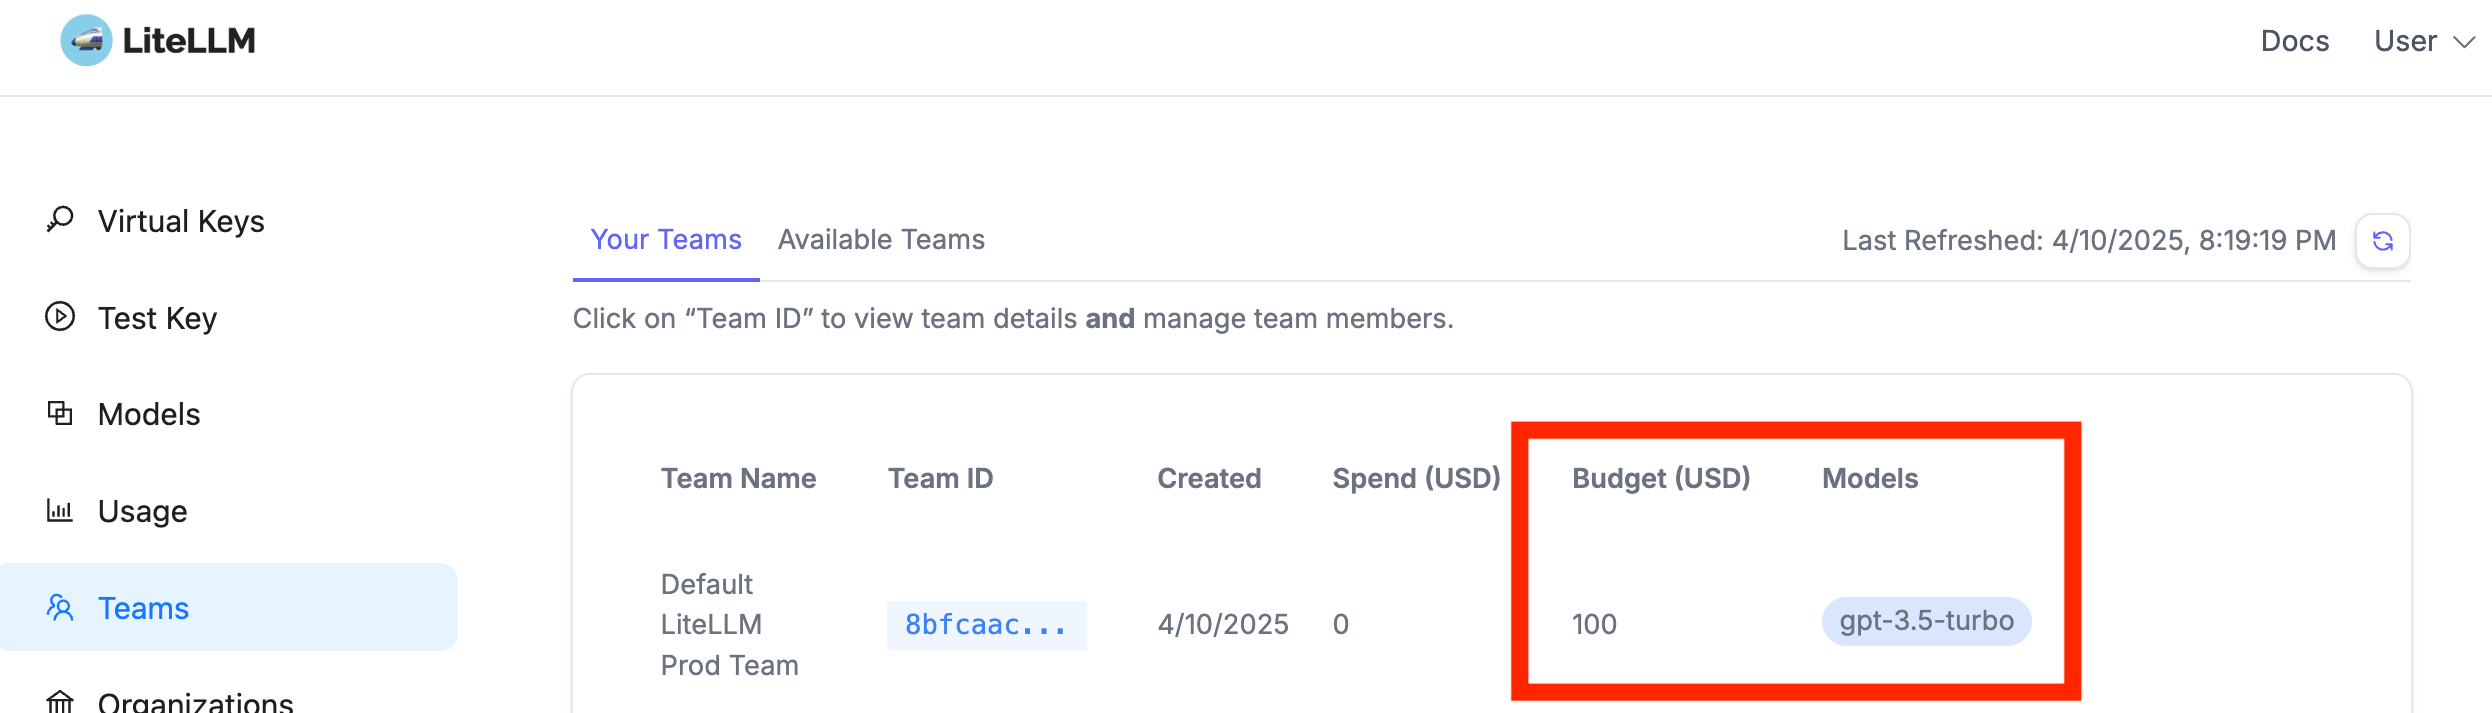 LiteLLM
Docs
User
Virtual Keys
Test Key
Models
Usage
Teams
Organizations
Your Teams
Available Teams
Last Refreshed: 4/10/2025, 8:19:19 PM
Click on “Team ID” to view team details and manage team members.
Team Name
Team ID
Created
Spend (USD)
Budget (USD)
Models
Default
LiteLLM
Prod Team
8bfcaac...
4/10/2025
0
100
gpt-3.5-turbo